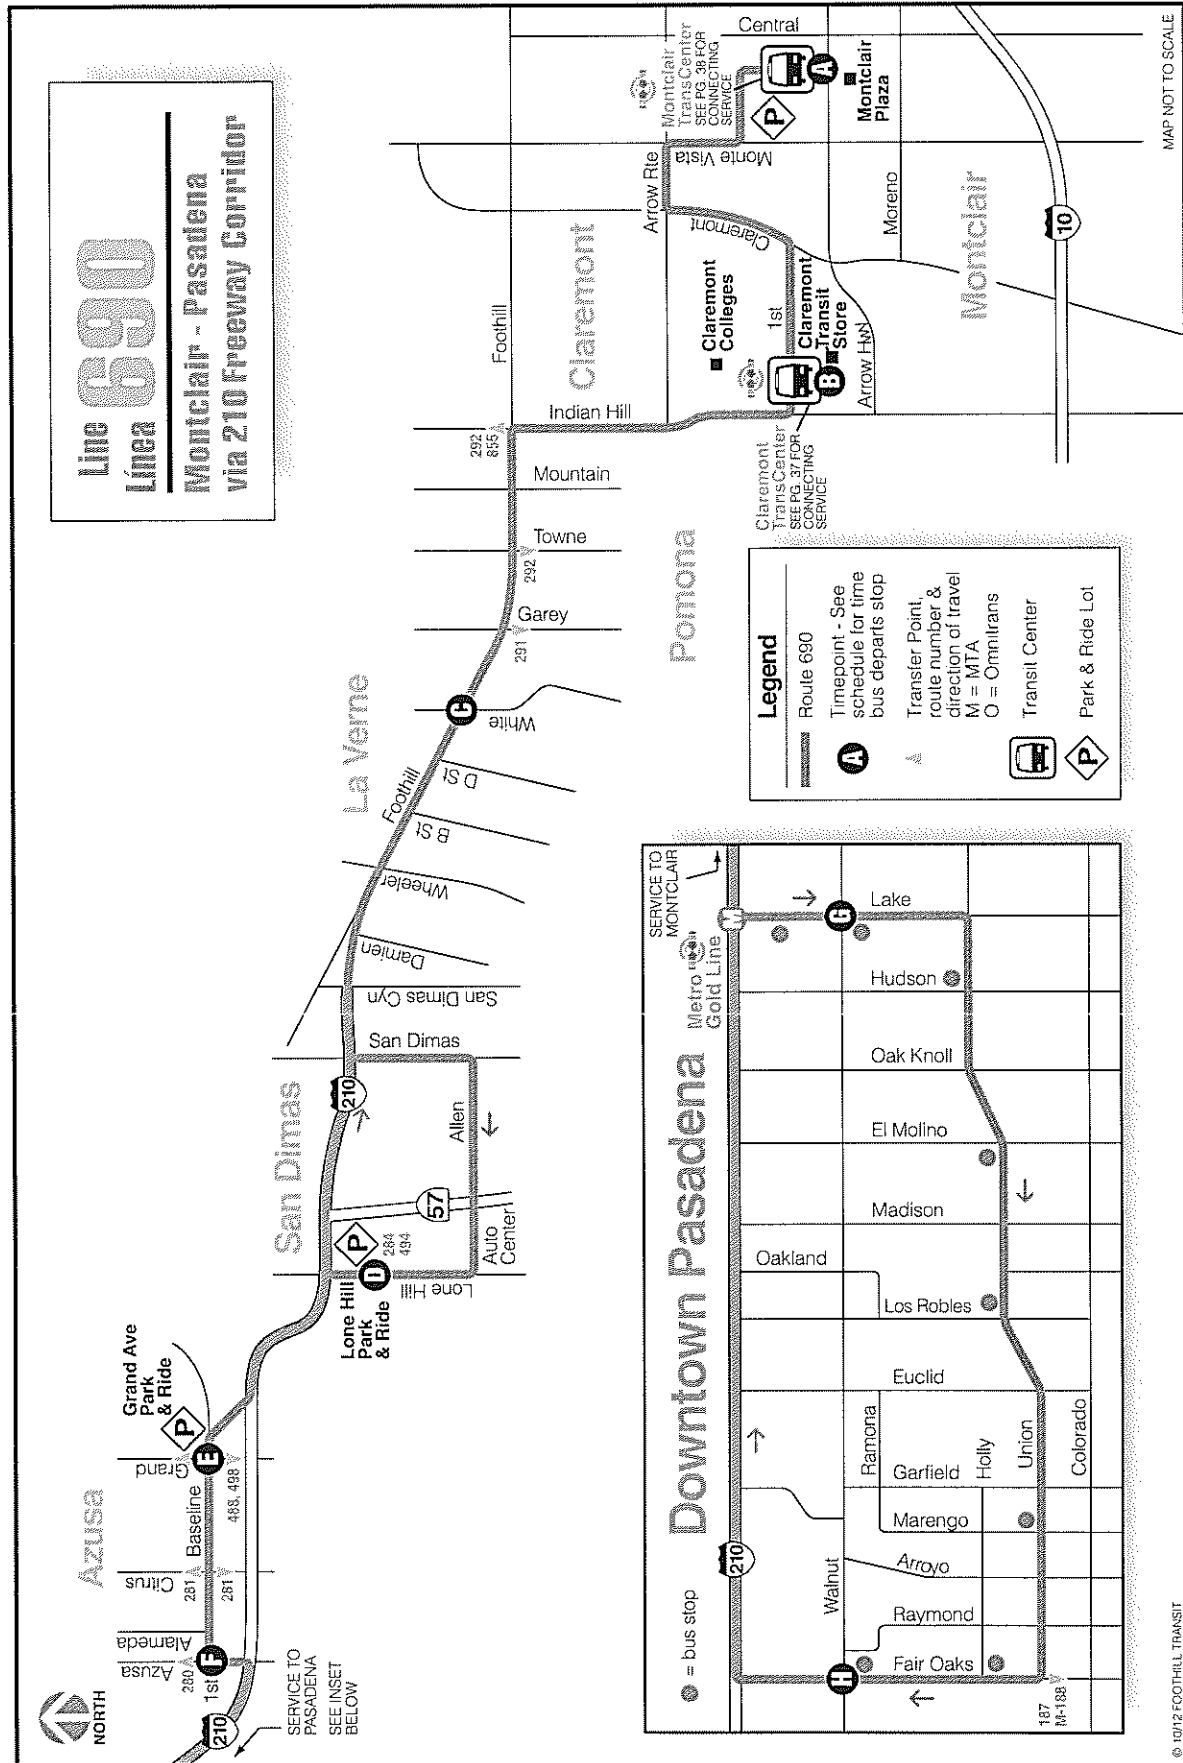 Line
Línea
690
Montclair - Pasadena
via 210 Freeway Corridor
NORTH
Azusa
Azusa
Alameda
Citrus
Grand
280
1st
F
281
281
Baseline
E
488, 498
Grand Ave
Park
& Ride
P
210
SERVICE TO
PASADENA
SEE INSET
BELOW
San Dimas
Lone Hill
Park
& Ride
P
I
284
494
Lone Hill
Auto
Center
57
Allen
210
San Dimas
San Dimas Cyn
Damien
Wheeler
La Verne
Foothill
B St
D St
White
C
291
Garey
292
Towne
Mountain
292
855
Foothill
Indian Hill
Claremont
Pomona
Claremont
TransCenter
SEE PG. 37 FOR
CONNECTING
SERVICE
B
Claremont
Colleges
Claremont
Transit
Store
1st
Arrow Hwy
Claremont
Arrow Rte
Monte Vista
Montclair
TransCenter
SEE PG. 38 FOR
CONNECTING
SERVICE
P
A
Central
Montclair
Plaza
Moreno
Montclair
10
MAP NOT TO SCALE
Legend
Route 690
A
Timepoint - See
schedule for time
bus departs stop
Transfer Point,
route number &
direction of travel
M = MTA
O = Omnitrans
Transit Center
P
Park & Ride Lot
Downtown Pasadena
= bus stop
210
Metro
Gold Line
SERVICE TO
MONTCLAIR
Walnut
H
Fair Oaks
Raymond
Arroyo
Marengo
Garfield
Ramona
Holly
Union
Colorado
Euclid
Los Robles
Oakland
Madison
El Molino
Oak Knoll
Hudson
Lake
G
187
M-188
© 10/12 FOOTHILL TRANSIT